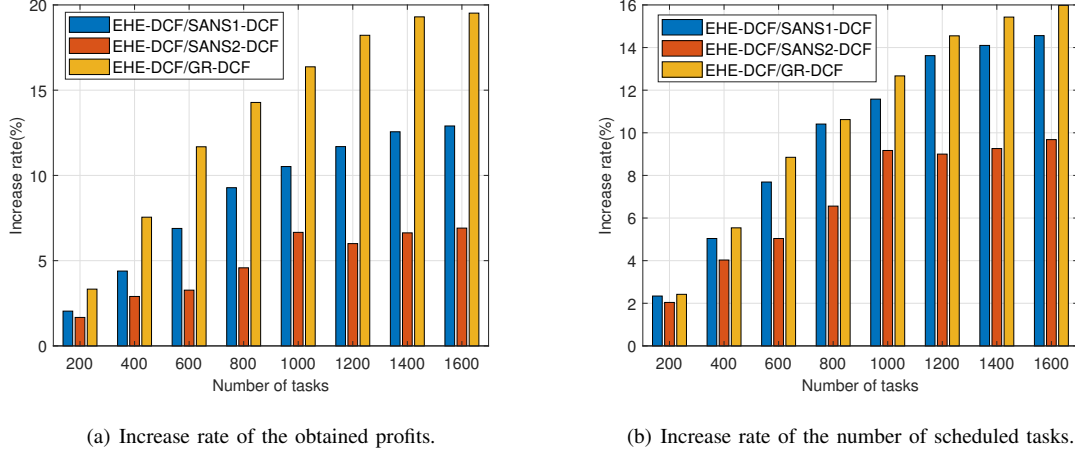 20
15
10
5
0
Increase rate(%)
EHE-DCF/SANS1-DCF
EHE-DCF/SANS2-DCF
EHE-DCF/GR-DCF
200 400 600 800 1000 1200 1400 1600
Number of tasks
(a) Increase rate of the obtained profits.
16
14
12
10
8
6
4
2
0
Increase rate(%)
EHE-DCF/SANS1-DCF
EHE-DCF/SANS2-DCF
EHE-DCF/GR-DCF
200 400 600 800 1000 1200 1400 1600
Number of tasks
(b) Increase rate of the number of scheduled tasks.